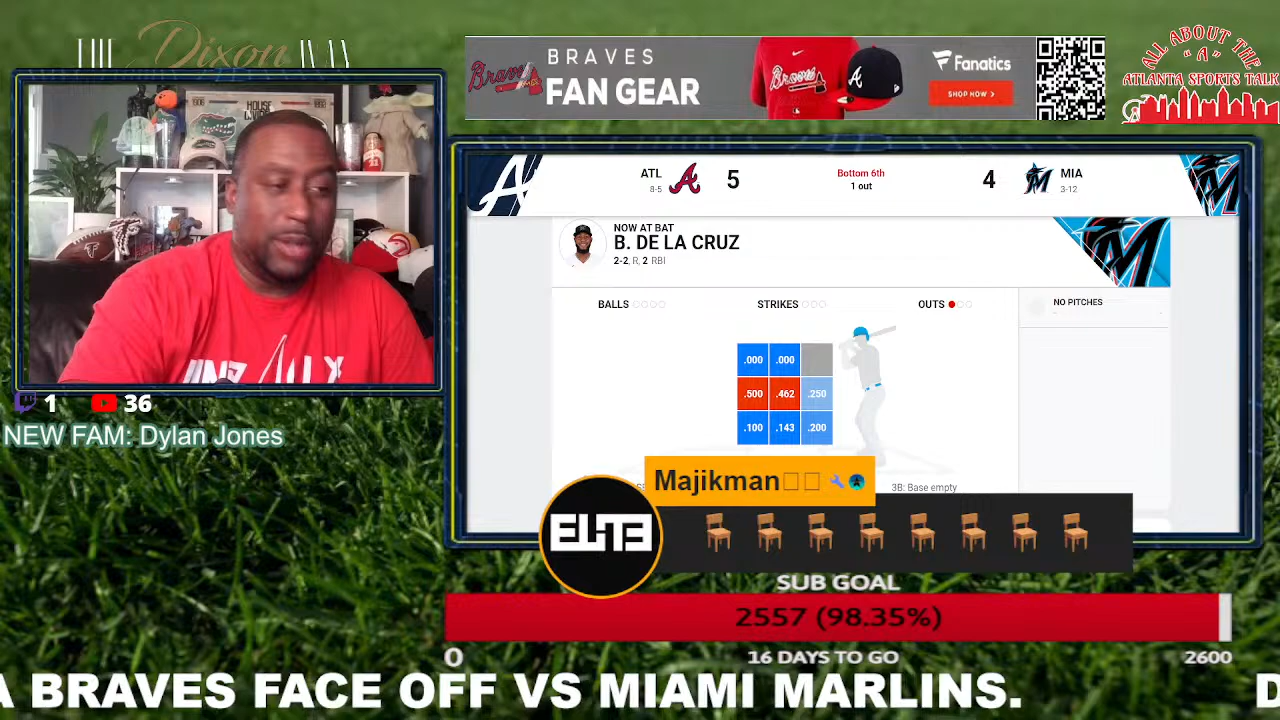 Dixon
HOUSE
BRAVES
FAN GEAR
Braves
Braves
A
Fanatics
SHOP NOW >
ALL ABOUT THE
"A"
ATLANTA SPORTS TALK
ATL
8-5
5
Bottom 6th
1 out
4
MIA
3-12
NOW AT BAT
B. DE LA CRUZ
2-2, R, 2 RBI
BALLS
STRIKES
OUTS
NO PITCHES
.000 .000
.500 .462 .250
.100 .143 .200
3B: Base empty
1
36
NEW FAM: Dylan Jones
Majikman
ELITE
SUB GOAL
2557 (98.35%)
0
16 DAYS TO GO
2600
A BRAVES FACE OFF VS MIAMI MARLINS.
D